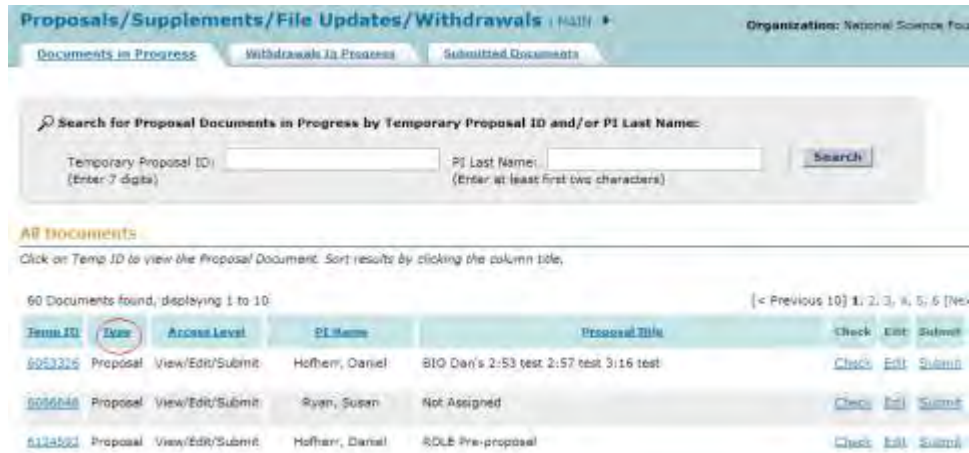 Proposals/Supplements/File Updates/Withdrawals MAIN
Organization: National Science Fou
Documents in Progress Withdrawals In Progress Submitted Documents
Search for Proposal Documents in Progress by Temporary Proposal ID and/or PI Last Name:
Temporary Proposal ID: PI Last Name: Search
(Enter 7 digits) (Enter at least first two characters)
All Documents
Click on Temp ID to view the Proposal Document. Sort results by clicking the column title.
60 Documents found, displaying 1 to 10 [< Previous 10] 1, 2, 3, 4, 5, 6 [Nex
Temp ID Type Access Level PI Name Proposal Title Check Edit Submit
6053326 Proposal View/Edit/Submit Hofherr, Daniel BIO Dan's 2:53 test 2:57 test 3:16 test Check Edit Submit
Proposal View/Edit/Submit Ryan, Susan Not Assigned Check Edit Submit
Proposal View/Edit/Submit Hofherr, Daniel ROLE Pre-proposal Check Edit Submit